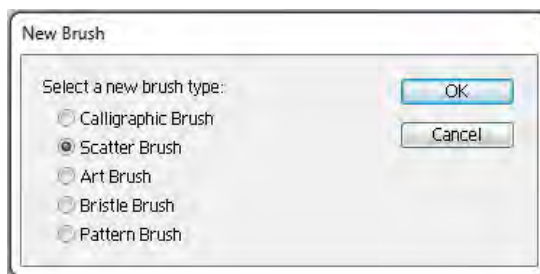 New Brush
Select a new brush type:
Calligraphic Brush
Scatter Brush
Art Brush
Bristle Brush
Pattern Brush
OK
Cancel